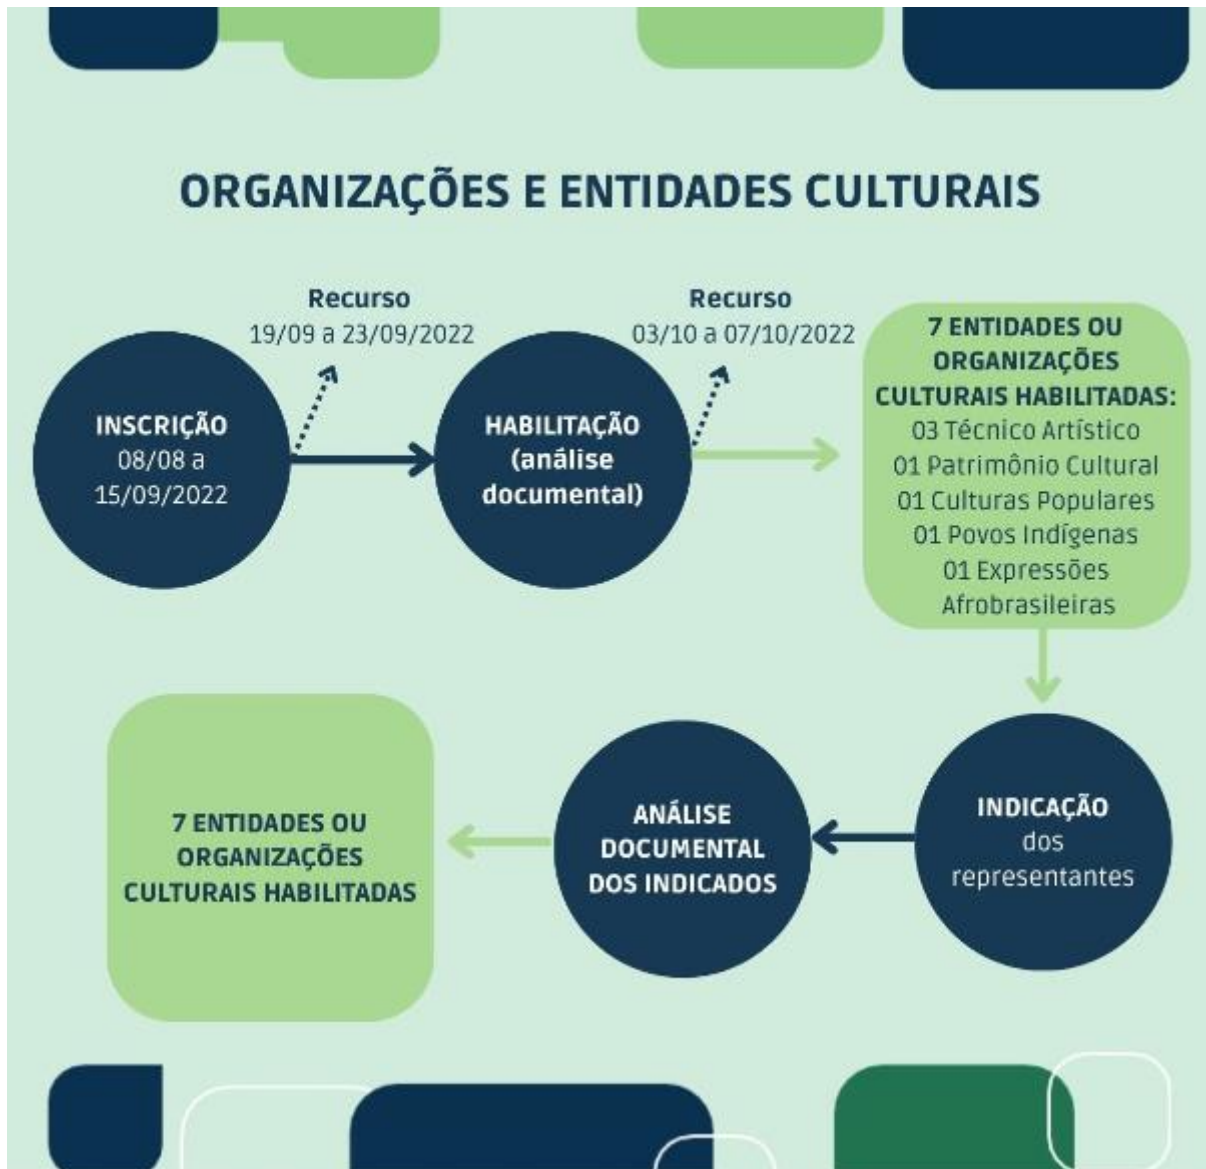 ORGANIZAÇÕES E ENTIDADES CULTURAIS
Recurso
19/09 a 23/09/2022
Recurso
03/10 a 07/10/2022
INSCRIÇÃO
08/08 a
15/09/2022
HABILITAÇÃO
(análise
documental)
7 ENTIDADES OU
ORGANIZAÇÕES
CULTURAIS HABILITADAS:
03 Técnico Artístico
01 Patrimônio Cultural
01 Culturas Populares
01 Povos Indígenas
01 Expressões
Afrobrasileiras
INDICAÇÃO
dos
representantes
ANÁLISE
DOCUMENTAL
DOS INDICADOS
7 ENTIDADES OU
ORGANIZAÇÕES
CULTURAIS HABILITADAS